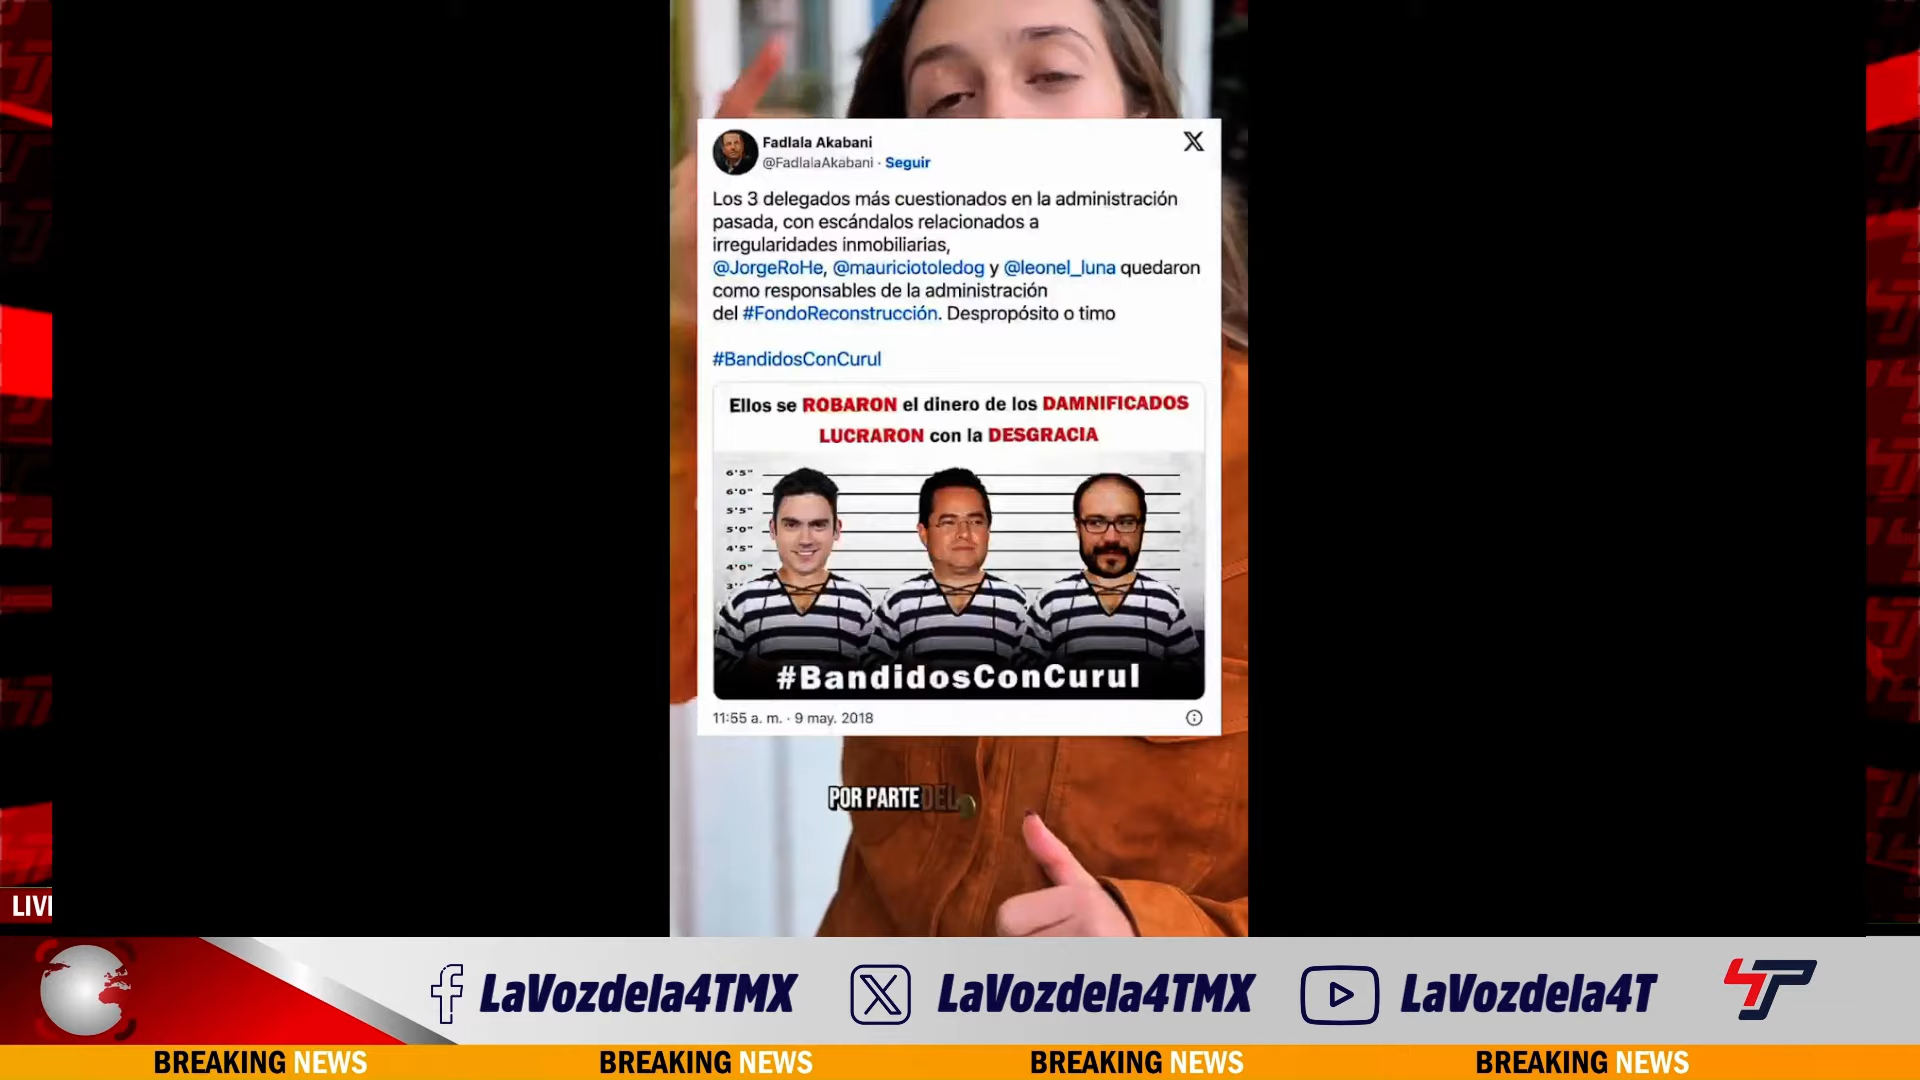 Fadlala Akabani
@FadlalaAkabani · Seguir
Los 3 delegados más cuestionados en la administración
pasada, con escándalos relacionados a
irregularidades inmobiliarias,
@JorgeRoHe, @mauriciotoledog y @leonel_luna quedaron
como responsables de la administración
del #FondoReconstrucción. Despropósito o timo
#BandidosConCurul
Ellos se ROBARON el dinero de los DAMNIFICADOS
LUCRARON con la DESGRACIA
6'5"
6'0"
5'5"
5'0"
4'5"
4'0"
#BandidosConCurul
11:55 a. m. · 9 may. 2018
POR PARTE DEL
LaVozdela4TMX LaVozdela4TMX LaVozdela4T
BREAKING NEWS BREAKING NEWS BREAKING NEWS BREAKING NEWS